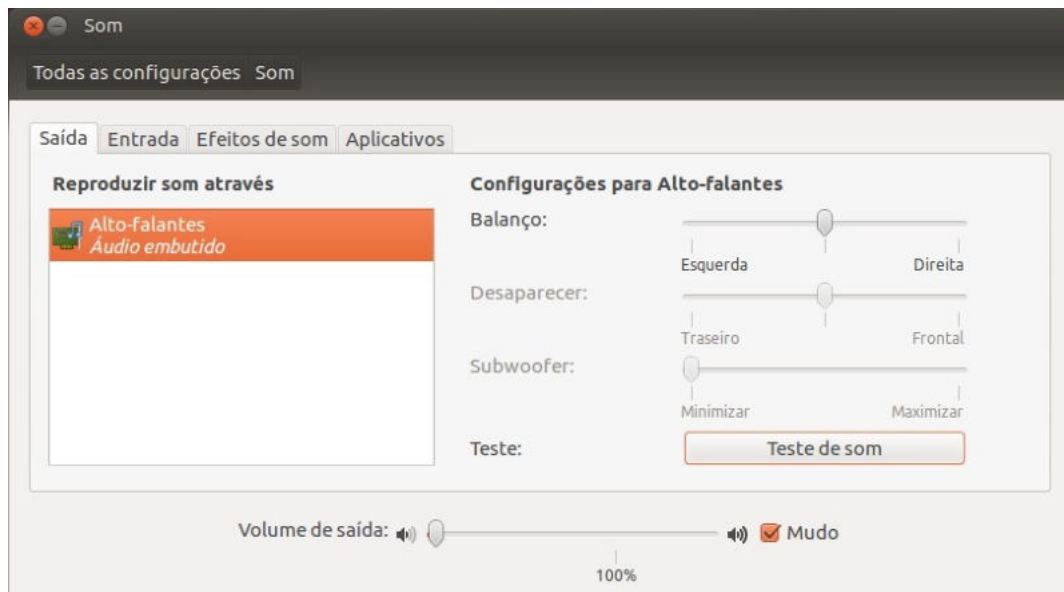 Som
Todas as configurações Som
Saída Entrada Efeitos de som Aplicativos
Reproduzir som através
Alto-falantes
Áudio embutido
Configurações para Alto-falantes
Balanço:
Esquerda Direita
Desaparecer:
Traseiro Frontal
Subwoofer:
Minimizar Maximizar
Teste: Teste de som
Volume de saída: Mudo
100%